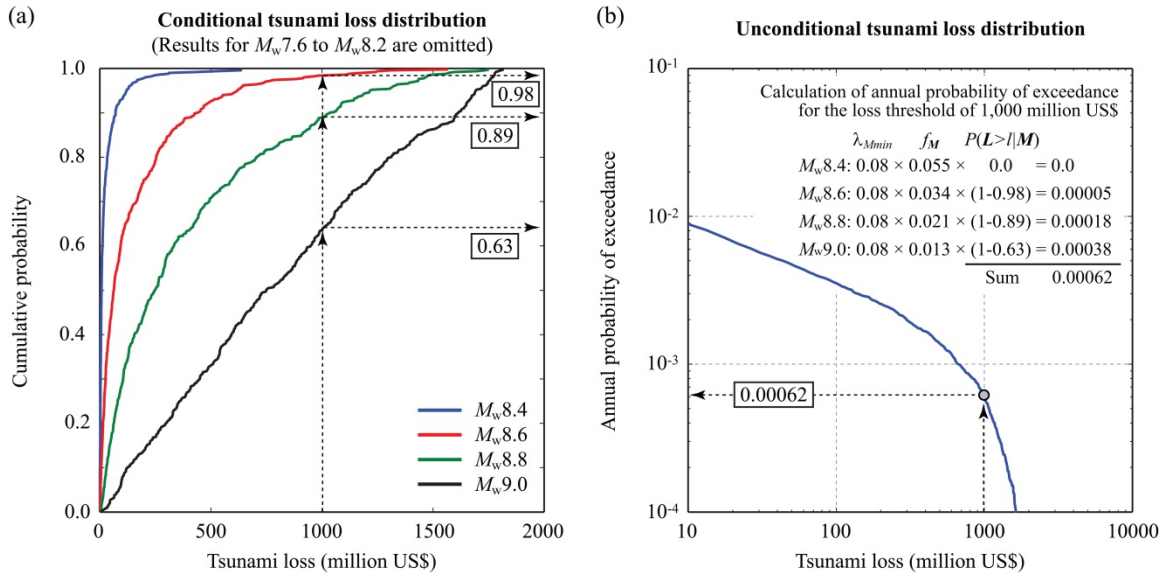 (a)
Conditional tsunami loss distribution
(Results for Mw7.6 to Mw8.2 are omitted)
1.0
0.8
0.6
0.4
0.2
0.0
Cumulative probability
0.98
0.89
0.63
Mw8.4
Mw8.6
Mw8.8
Mw9.0
0 500 1000 1500 2000
Tsunami loss (million US$)
(b)
Unconditional tsunami loss distribution
10-1
10-2
10-3
10-4
Annual probability of exceedance
Calculation of annual probability of exceedance
for the loss threshold of 1,000 million US$
λMmin fM P(L>l|M)
Mw8.4: 0.08 × 0.055 × 0.0 = 0.0
Mw8.6: 0.08 × 0.034 × (1-0.98) = 0.00005
Mw8.8: 0.08 × 0.021 × (1-0.89) = 0.00018
Mw9.0: 0.08 × 0.013 × (1-0.63) = 0.00038
Sum 0.00062
0.00062
10 100 1000 10000
Tsunami loss (million US$)